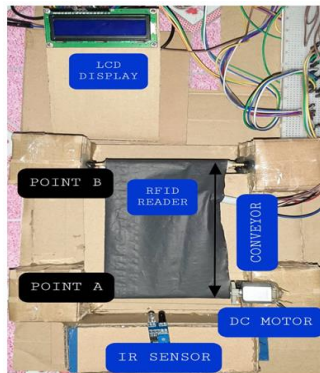 LCD
DISPLAY
POINT B
RFID
READER
CONVEYOR
POINT A
DC MOTOR
IR SENSOR